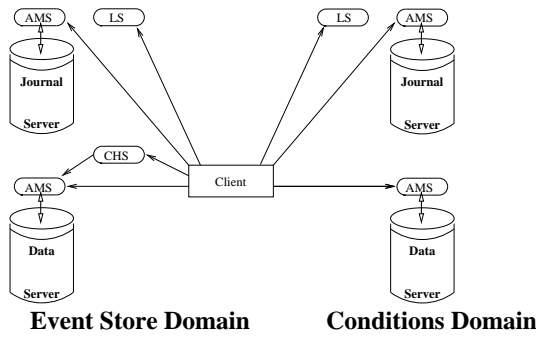 AMS LS LS AMS
Journal Journal
Server Server
CHS
AMS Client AMS
Data Data
Server Server
Event Store Domain Conditions Domain